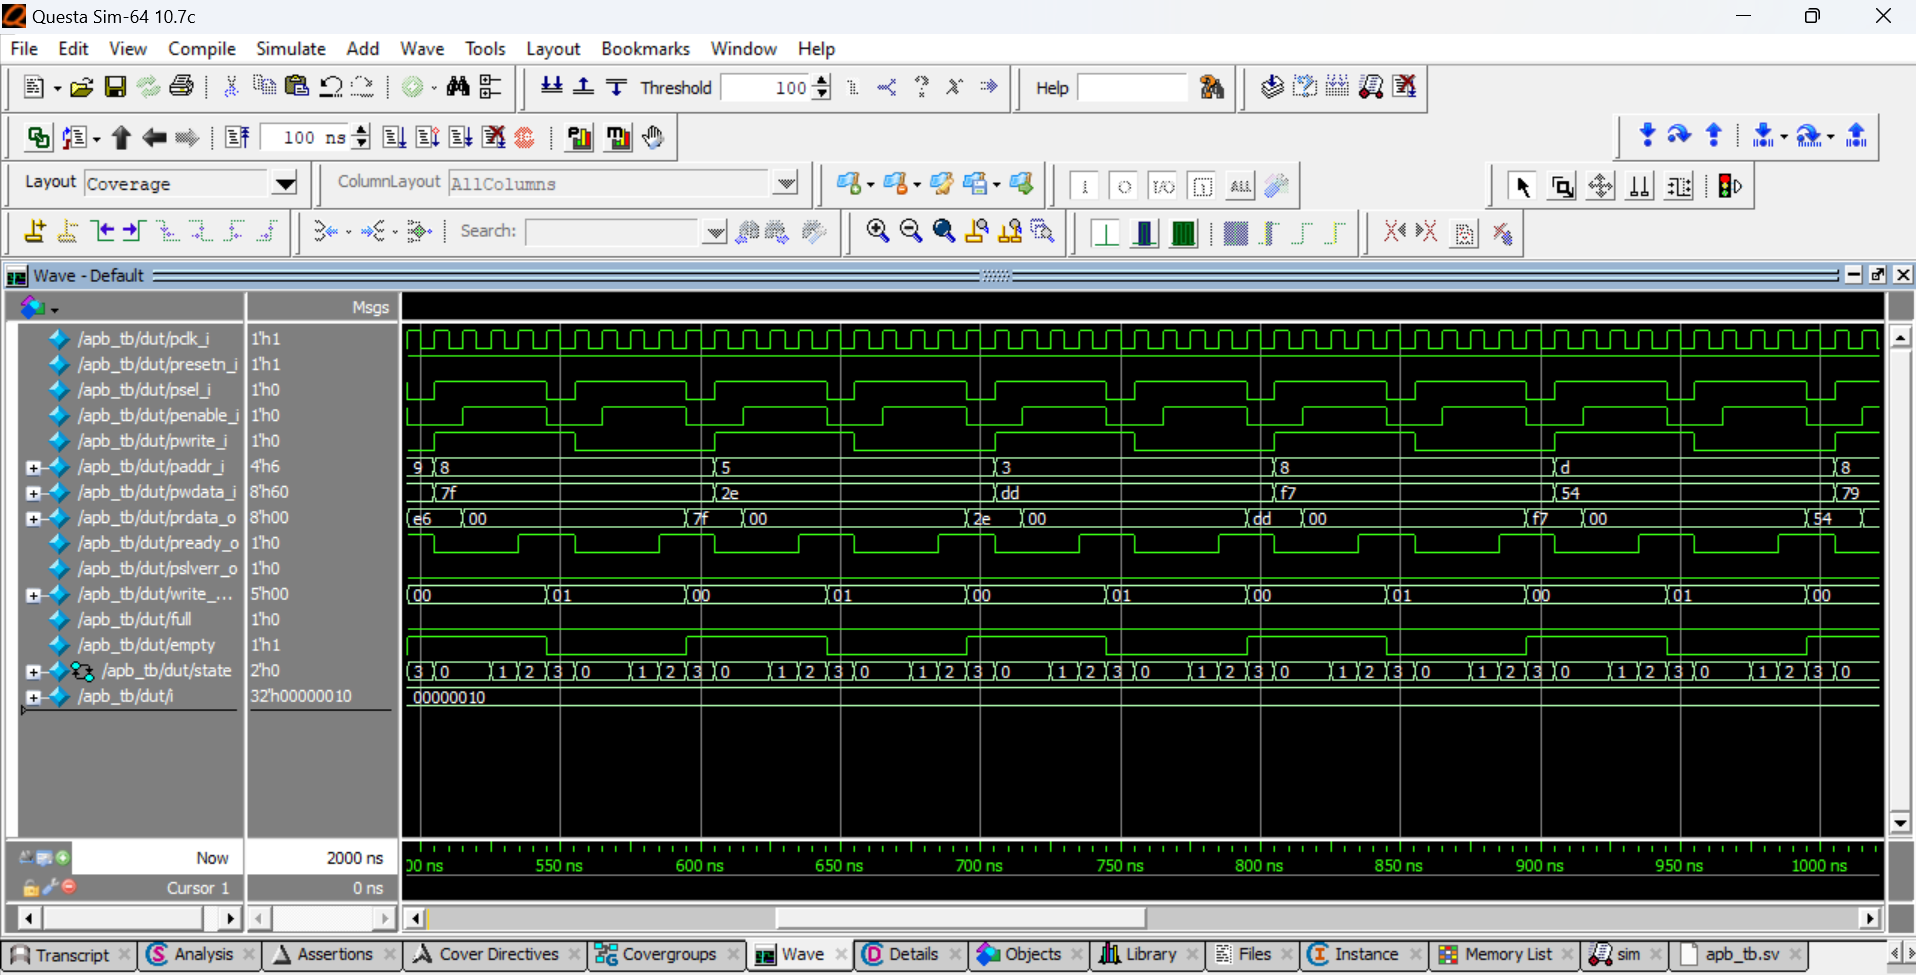 Questa Sim-64 10.7c
File Edit View Compile Simulate Add Wave Tools Layout Bookmarks Window Help
Threshold 100 Help
100 ns
Layout Coverage ColumnLayout AllColumns
Search:
Wave - Default
Msgs
/apb_tb/dut/pclk_i 1'h1
/apb_tb/dut/presetn_i 1'h1
/apb_tb/dut/psel_i 1'h0
/apb_tb/dut/penable_i 1'h0
/apb_tb/dut/pwrite_i 1'h0
/apb_tb/dut/paddr_i 4'h6 9 8 5 3 8 d 8
/apb_tb/dut/pwdata_i 8'h60 7f 2e dd f7 54 79
/apb_tb/dut/prdata_o 8'h00 e6 00 7f 00 2e 00 dd 00 f7 00 54
/apb_tb/dut/pready_o 1'h0
/apb_tb/dut/pslverr_o 1'h0
/apb_tb/dut/write_... 5'h00 00 01 00 01 00 01 00 01 00 01 00
/apb_tb/dut/full 1'h0
/apb_tb/dut/empty 1'h1
/apb_tb/dut/state 2'h0 3 0 1 2 3 0 1 2 3 0 1 2 3 0 1 2 3 0 1 2 3 0 1 2 3 0 1 2 3 0 1 2 3 0 1 2 3 0 1 2 3 0
/apb_tb/dut/i 32'h00000010 00000010
Now 2000 ns 00 ns 550 ns 600 ns 650 ns 700 ns 750 ns 800 ns 850 ns 900 ns 950 ns 1000 ns
Cursor 1 0 ns
Transcript Analysis Assertions Cover Directives Covergroups Wave Details Objects Library Files Instance Memory List sim apb_tb.sv